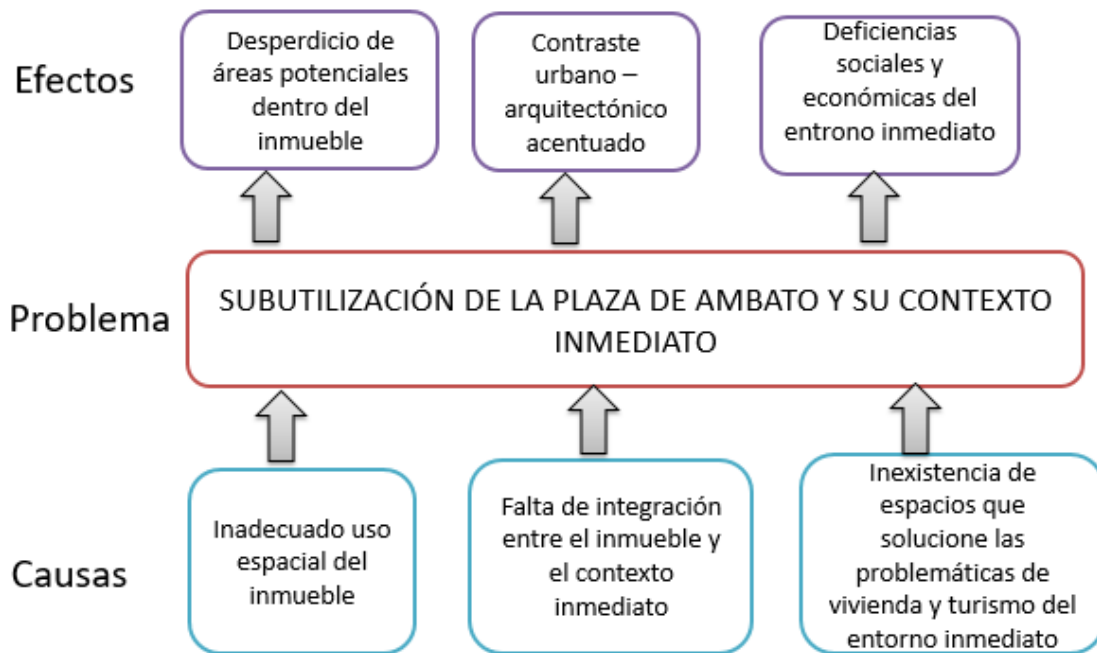 Efectos
Desperdicio de
áreas potenciales
dentro del
inmueble
Contraste
urbano –
arquitectónico
acentuado
Deficiencias
sociales y
económicas del
entrono inmediato
Problema
SUBUTILIZACIÓN DE LA PLAZA DE AMBATO Y SU CONTEXTO
INMEDIATO
Causas
Inadecuado uso
espacial del
inmueble
Falta de integración
entre el inmueble y
el contexto
inmediato
Inexistencia de
espacios que
solucione las
problemáticas de
vivienda y turismo del
entorno inmediato